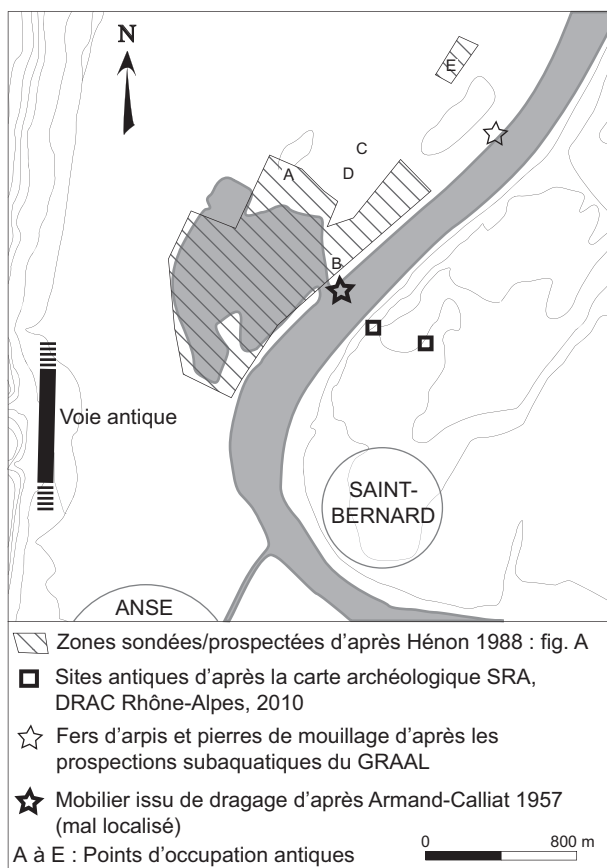 N
E
C
A
D
B
Voie antique
SAINT-
BERNARD
ANSE
Zones sondées/prospectées d'après Hénon 1988 : fig. A
Sites antiques d'après la carte archéologique SRA,
DRAC Rhône-Alpes, 2010
Fers d'arpis et pierres de mouillage d'après les
prospections subaquatiques du GRAAL
Mobilier issu de dragage d'après Armand-Calliat 1957
(mal localisé)
A à E : Points d'occupation antiques
0 800 m